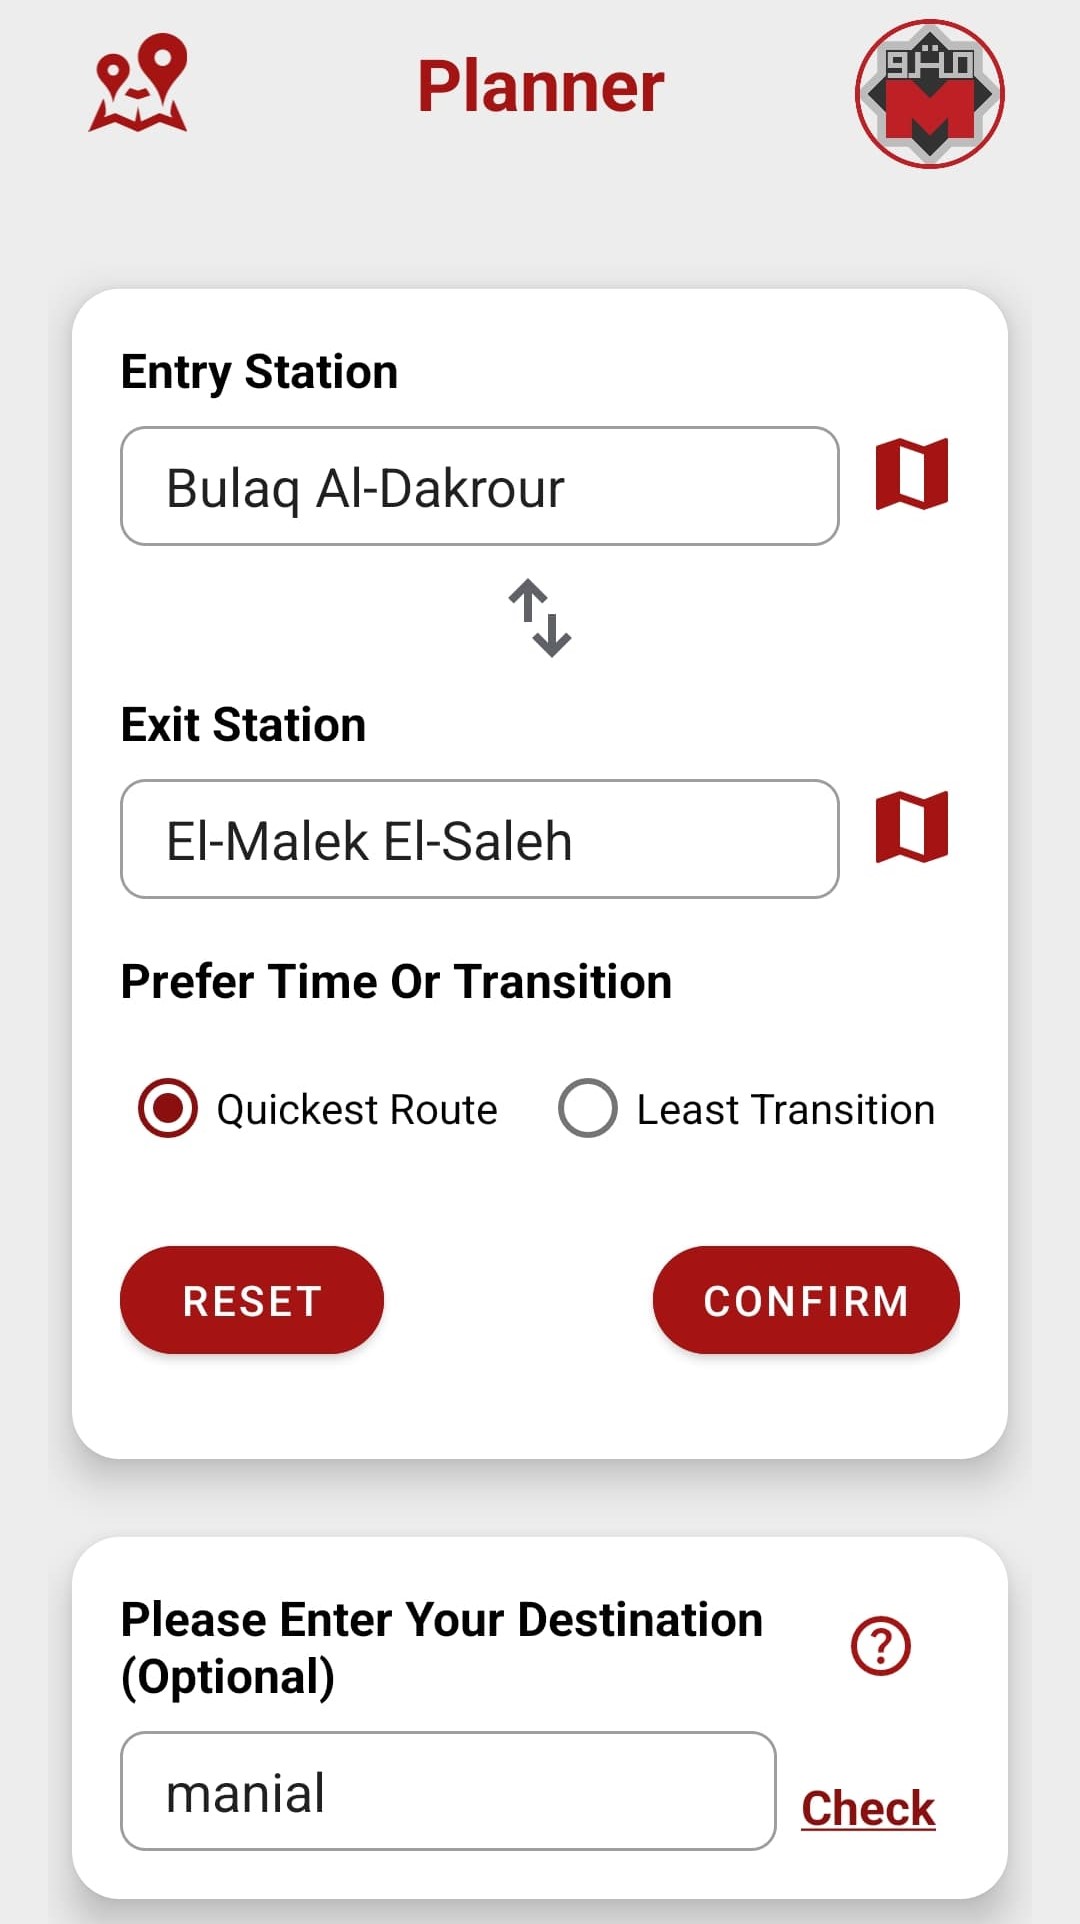 Planner
مترو
Entry Station
Bulaq Al-Dakrour
Exit Station
El-Malek El-Saleh
Prefer Time Or Transition
Quickest Route
Least Transition
RESET
CONFIRM
Please Enter Your Destination
(Optional)
?
manial
Check